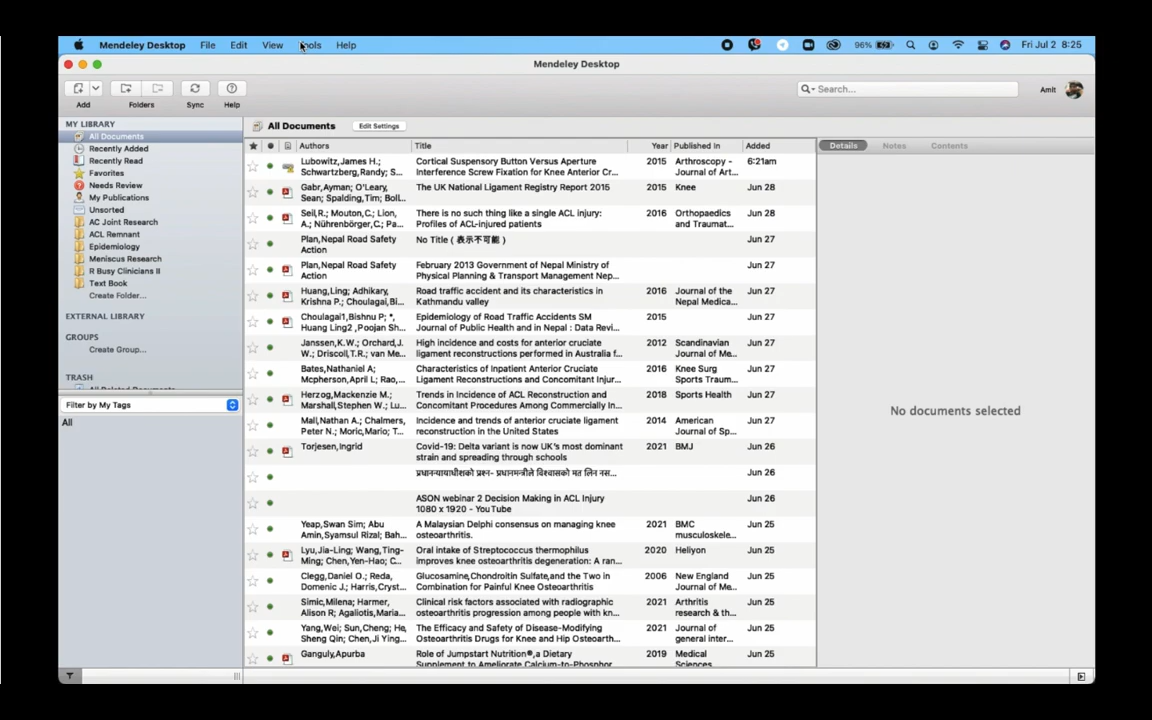 Mendeley Desktop File Edit View Tools Help 96% Fri Jul 2 8:25
Mendeley Desktop
Search...
Amit
Add Folders Sync Help
MY LIBRARY
All Documents
Recently Added
Recently Read
Favorites
Needs Review
My Publications
Unsorted
AC Joint Research
ACL Remnant
Epidemiology
Meniscus Research
R Busy Clinicians II
Text Book
Create Folder...
EXTERNAL LIBRARY
GROUPS
Create Group...
TRASH
All Deleted Documents
Filter by My Tags
All
All Documents Edit Settings
Authors Title Year Published In Added
Lubowitz,James H.; Cortical Suspensory Button Versus Aperture 2015 Arthroscopy - 6:21am
Schwartzberg,Randy; S... Interference Screw Fixation for Knee Anterior Cr... Journal of Art...
Gabr,Ayman; O'Leary, The UK National Ligament Registry Report 2015 2015 Knee Jun 28
Sean; Spalding,Tim; Boll...
Seil,R.; Mouton,C.; Lion, There is no such thing like a single ACL injury: 2016 Orthopaedics Jun 28
A.; Nührenbörger,C.; Pa... Profiles of ACL-injured patients and Traumat...
Plan,Nepal Road Safety No Title ( 表示不可能 ) Jun 27
Action
Plan,Nepal Road Safety February 2013 Government of Nepal Ministry of Jun 27
Action Physical Planning & Transport Management Nep...
Huang,Ling; Adhikary, Road traffic accident and its characteristics in 2016 Journal of the Jun 27
Krishna P.; Choulagai,Bi... Kathmandu valley Nepal Medica...
Choulagai1,Bishnu P; *, Epidemiology of Road Traffic Accidents SM 2015 Jun 27
Huang Ling2 ,Poojan Sh... Journal of Public Health and in Nepal : Data Revi...
Janssen,K.W.; Orchard,J. High incidence and costs for anterior cruciate 2012 Scandinavian Jun 27
W.; Driscoll,T.R.; van Me... ligament reconstructions performed in Australia f... Journal of Me...
Bates,Nathaniel A; Characteristics of Inpatient Anterior Cruciate 2016 Knee Surg Jun 27
Mcpherson,April L; Rao,... Ligament Reconstructions and Concomitant Injur... Sports Traum...
Herzog,Mackenzie M.; Trends in Incidence of ACL Reconstruction and 2018 Sports Health Jun 27
Marshall,Stephen W.; Lu... Concomitant Procedures Among Commercially In...
Mall,Nathan A.; Chalmers, Incidence and trends of anterior cruciate ligament 2014 American Jun 27
Peter N.; Moric,Mario; T... reconstruction in the United States Journal of Sp...
Torjesen,Ingrid Covid-19: Delta variant is now UK's most dominant 2021 BMJ Jun 26
strain and spreading through schools
प्रधानन्यायाधीशको प्रश्न- प्रधानमन्त्रीले विश्वासको मत लिन नस... Jun 26
ASON webinar 2 Decision Making in ACL Injury Jun 26
1080 x 1920 - YouTube
Yeap,Swan Sim; Abu A Malaysian Delphi consensus on managing knee 2021 BMC Jun 25
Amin,Syamsul Rizal; Bah... osteoarthritis. musculoskele...
Lyu,Jia-Ling; Wang,Ting- Oral intake of Streptococcus thermophilus 2020 Heliyon Jun 25
Ming; Chen,Yen-Hao; C... improves knee osteoarthritis degeneration: A ran...
Clegg,Daniel O.; Reda, Glucosamine,Chondroitin Sulfate,and the Two in 2006 New England Jun 25
Domenic J.; Harris,Cryst... Combination for Painful Knee Osteoarthritis Journal of Me...
Simic,Milena; Harmer, Clinical risk factors associated with radiographic 2021 Arthritis Jun 25
Alison R; Agaliotis,Maria... osteoarthritis progression among people with kn... research & th...
Yang,Wei; Sun,Cheng; He, The Efficacy and Safety of Disease-Modifying 2021 Journal of Jun 25
Sheng Qin; Chen,Ji Ying... Osteoarthritis Drugs for Knee and Hip Osteoarth... general inter...
Ganguly,Apurba Role of Jumpstart Nutrition®,a Dietary 2019 Medical Jun 25
Supplement to Ameliorate Calcium-to-Phosphor Sciences
Details Notes Contents
No documents selected